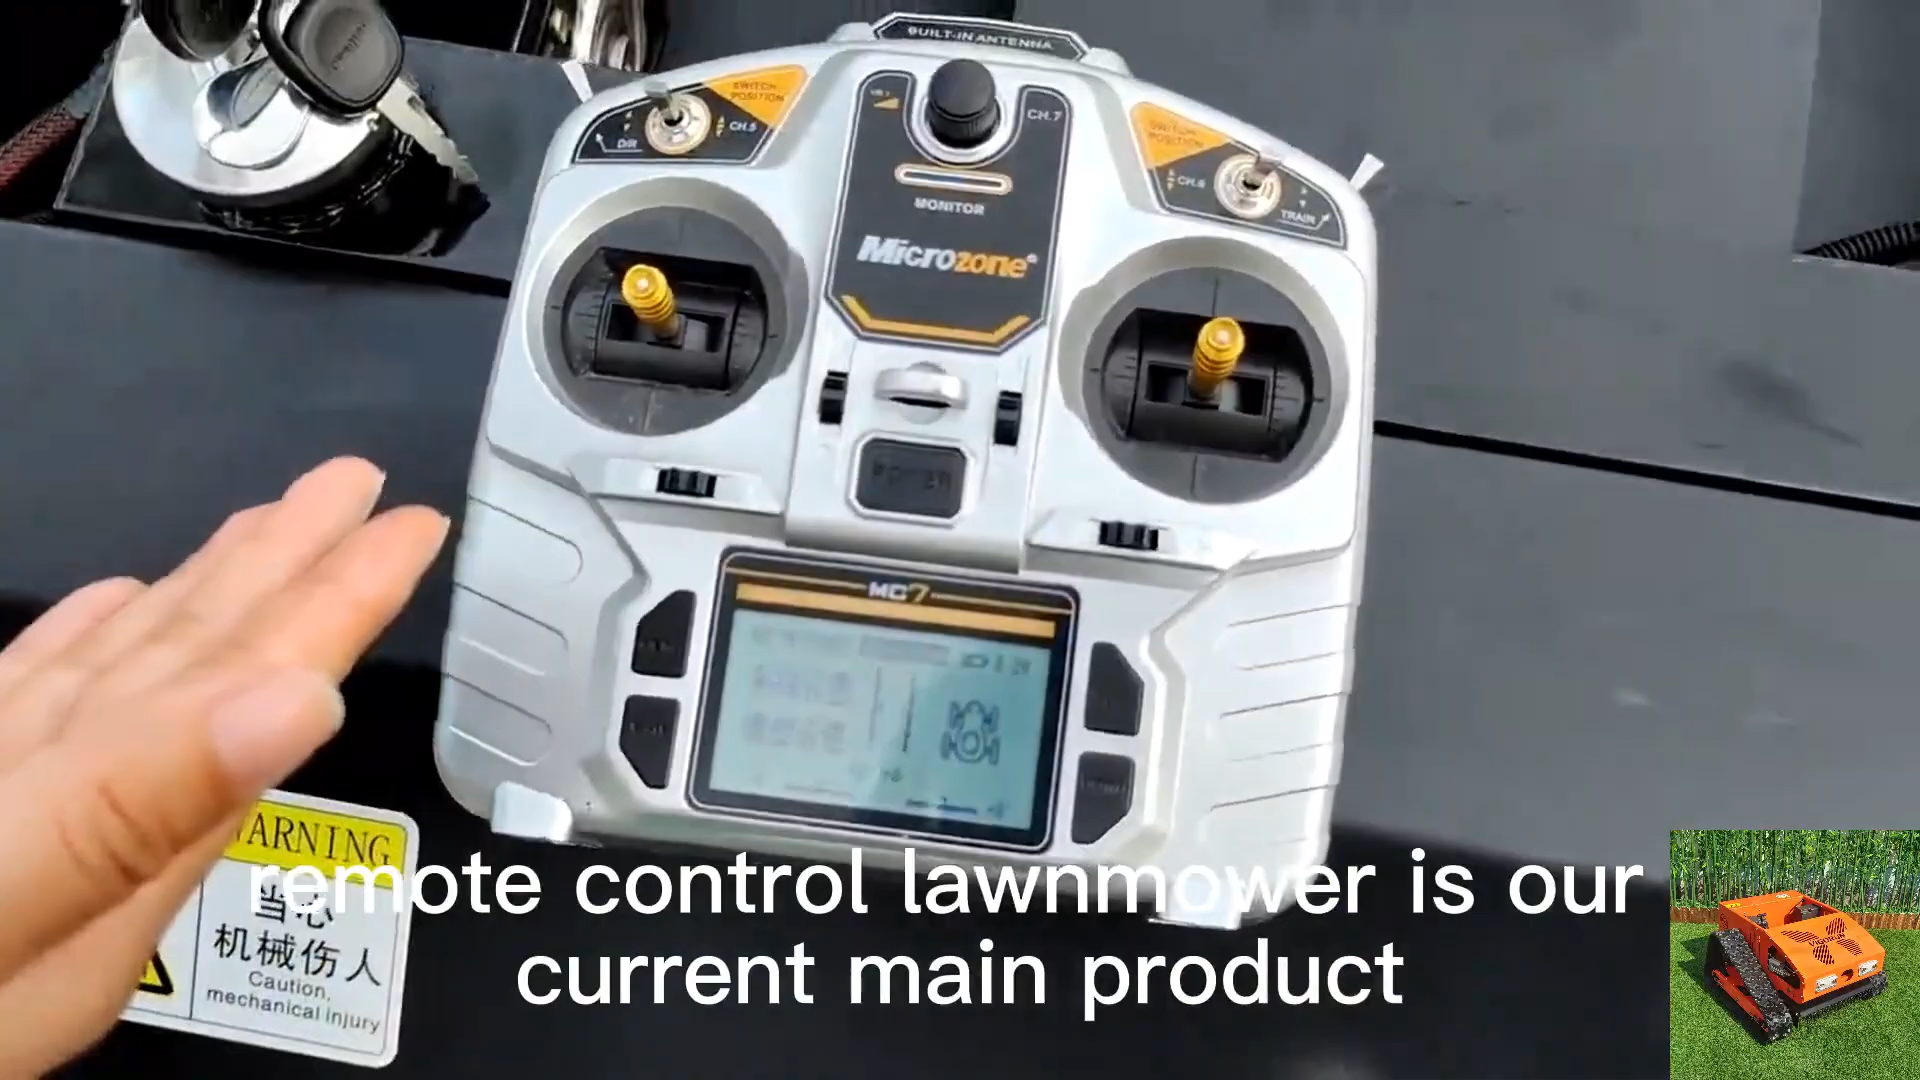 BUILT-IN ANTENNA
SWITCH
POSITION
CH.5
DIR
CH.7
SWITCH
POSITION
CH.6
TRAIN
MONITOR
Microzone®
POWER
MC7
WARNING
当心
机械伤人
Caution,
mechanical injury
remote control lawnmower is our
current main product